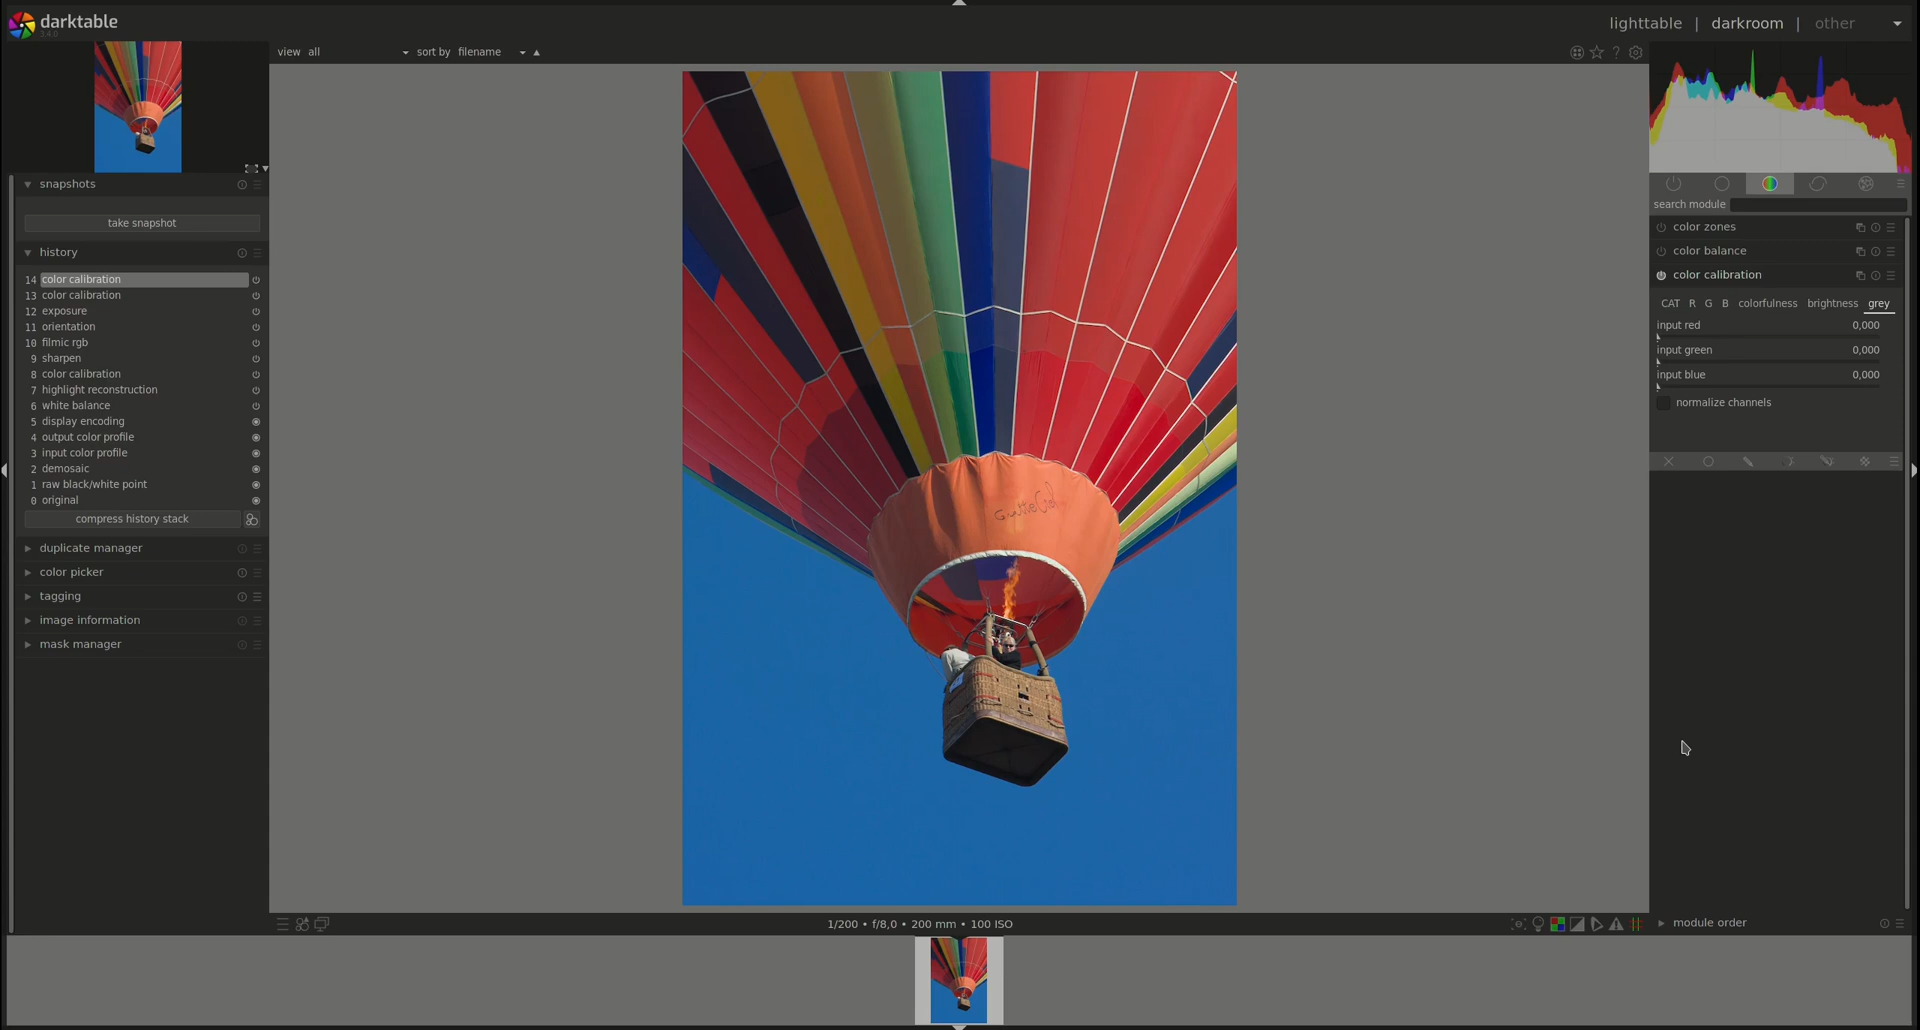 darktable
3.4.0
lighttable | darkroom | other
view all sort by filename
snapshots
take snapshot
history
14 color calibration
13 color calibration
12 exposure
11 orientation
10 filmic rgb
9 sharpen
8 color calibration
7 highlight reconstruction
6 white balance
5 display encoding
4 output color profile
3 input color profile
2 demosaic
1 raw black/white point
0 original
compress history stack
duplicate manager
color picker
tagging
image information
mask manager
1/200 • f/8,0 • 200 mm • 100 ISO
search module
color zones
color balance
color calibration
CAT R G B colorfulness brightness grey
input red 0,000
input green 0,000
input blue 0,000
normalize channels
module order